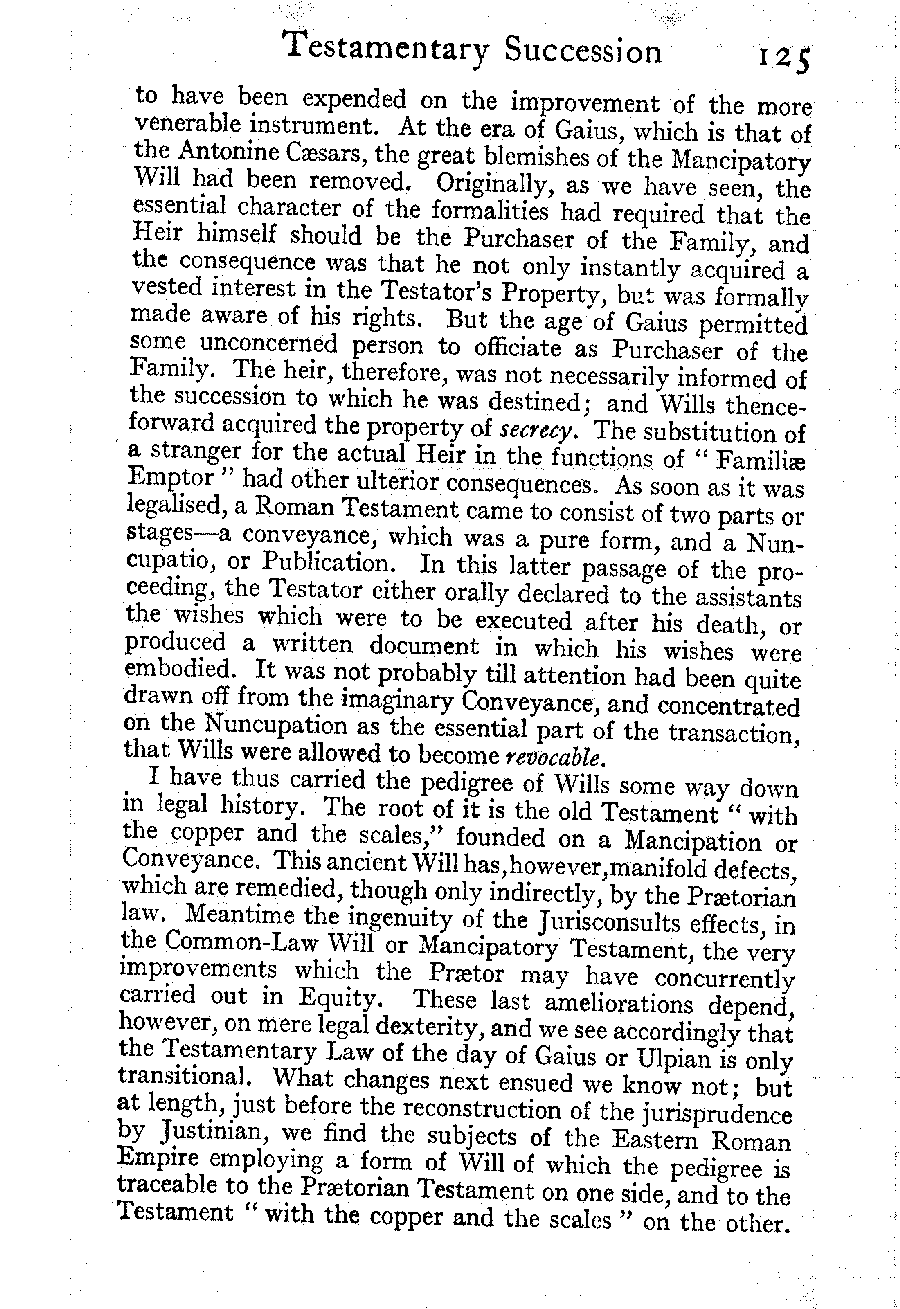 Testamentary Succession 125
to have been expended on the improvement of the more
venerable instrument. At the era of Gaius, which is that of
the Antonine Cæsars, the great blemishes of the Mancipatory
Will had been removed. Originally, as we have seen, the
essential character of the formalities had required that the
Heir himself should be the Purchaser of the Family, and
the consequence was that he not only instantly acquired a
vested interest in the Testator's Property, but was formally
made aware of his rights. But the age of Gaius permitted
some unconcerned person to officiate as Purchaser of the
Family. The heir, therefore, was not necessarily informed of
the succession to which he was destined; and Wills thence-
forward acquired the property of secrecy. The substitution of
a stranger for the actual Heir in the functions of “ Familiæ
Emptor ” had other ulterior consequences. As soon as it was
legalised, a Roman Testament came to consist of two parts or
stages—a conveyance, which was a pure form, and a Nun-
cupatio, or Publication. In this latter passage of the pro-
ceeding, the Testator either orally declared to the assistants
the wishes which were to be executed after his death, or
produced a written document in which his wishes were
embodied. It was not probably till attention had been quite
drawn off from the imaginary Conveyance, and concentrated
on the Nuncupation as the essential part of the transaction,
that Wills were allowed to become revocable.
I have thus carried the pedigree of Wills some way down
in legal history. The root of it is the old Testament “ with
the copper and the scales,” founded on a Mancipation or
Conveyance. This ancient Will has, however, manifold defects,
which are remedied, though only indirectly, by the Prætorian
law. Meantime the ingenuity of the Jurisconsults effects, in
the Common-Law Will or Mancipatory Testament, the very
improvements which the Prætor may have concurrently
carried out in Equity. These last ameliorations depend,
however, on mere legal dexterity, and we see accordingly that
the Testamentary Law of the day of Gaius or Ulpian is only
transitional. What changes next ensued we know not; but
at length, just before the reconstruction of the jurisprudence
by Justinian, we find the subjects of the Eastern Roman
Empire employing a form of Will of which the pedigree is
traceable to the Prætorian Testament on one side, and to the
Testament “ with the copper and the scales ” on the other.